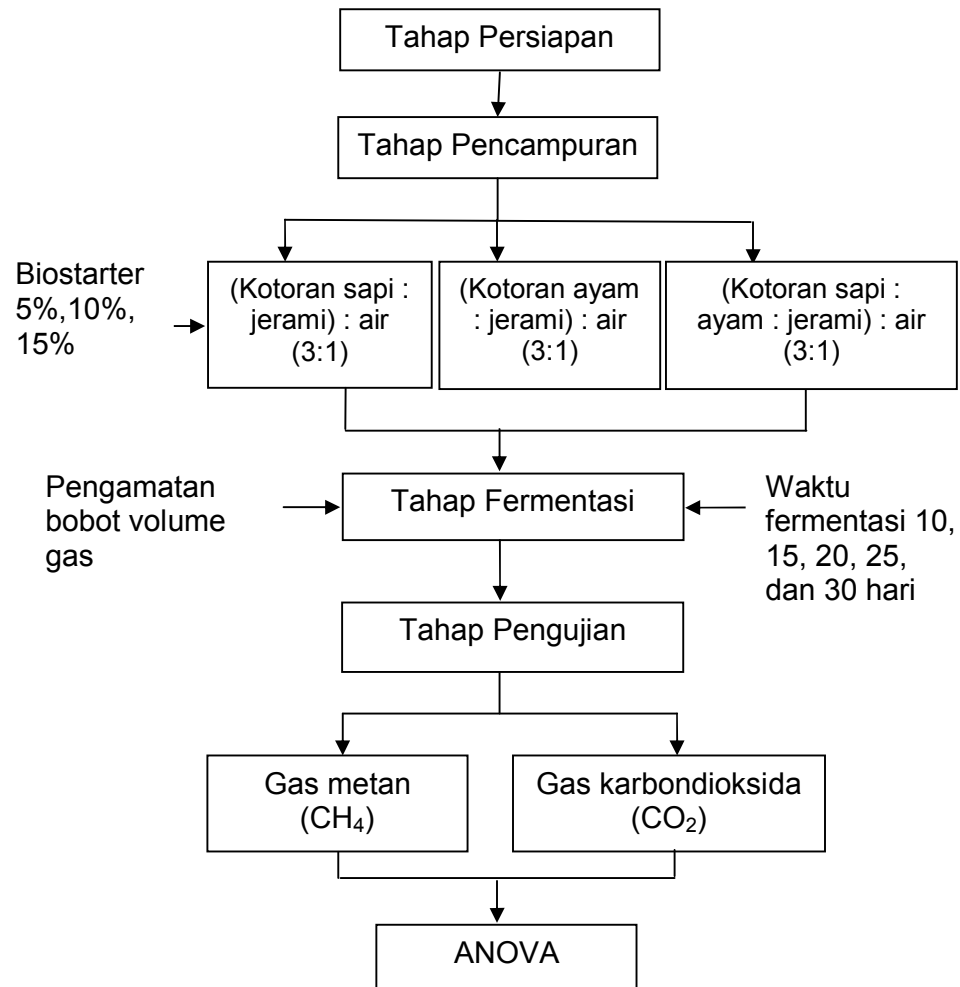 Tahap Persiapan
Tahap Pencampuran
Biostarter
5%,10%,
15%
(Kotoran sapi :
jerami) : air
(3:1)
(Kotoran ayam
: jerami) : air
(3:1)
(Kotoran sapi :
ayam : jerami) : air
(3:1)
Pengamatan
bobot volume
gas
Tahap Fermentasi
Waktu
fermentasi 10,
15, 20, 25,
dan 30 hari
Tahap Pengujian
Gas metan
(CH₄)
Gas karbondioksida
(CO₂)
ANOVA